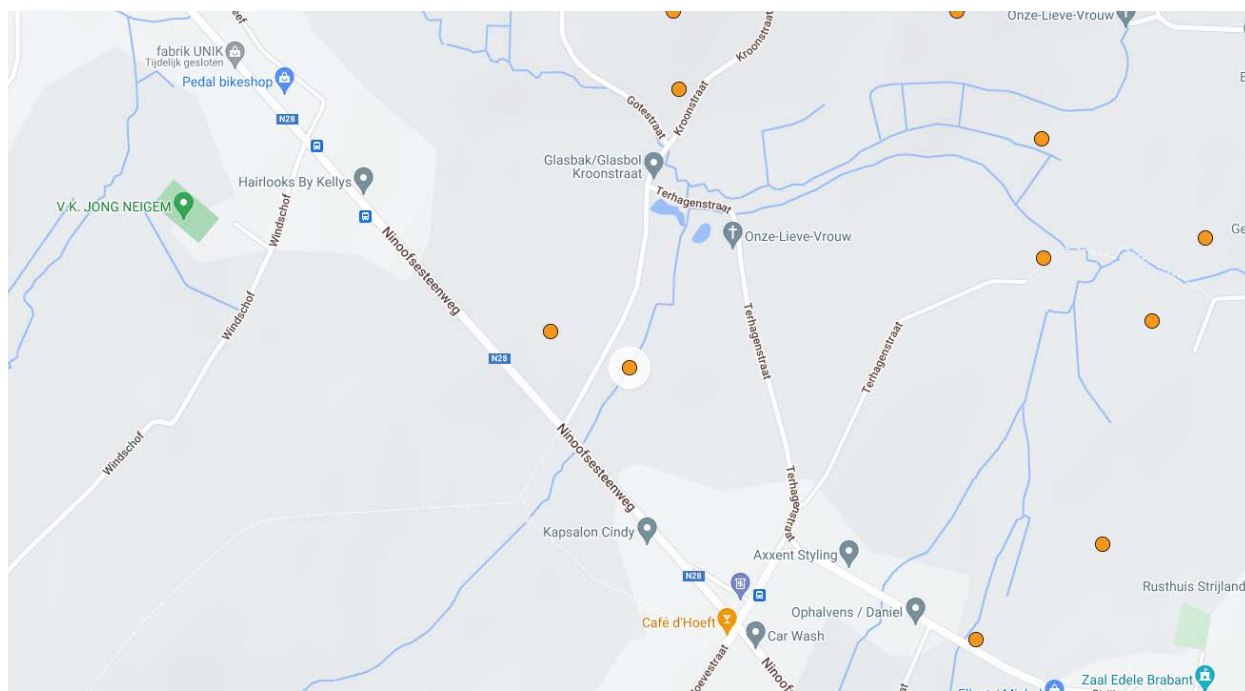 Onze-Lieve-Vrouw
fabrik UNIK
Tijdelijk gesloten
Pedal bikeshop
N28
Kroonstraat
Gotestraat
Kroonstraat
Glasbak/Glasbol
Kroonstraat
Hairlooks By Kellys
V.K. JONG NEIGEM
Windschof
Terhagenstraat
Onze-Lieve-Vrouw
Ninoofsesteenweg
Windschof
N28
Terhagenstraat
Terhagenstraat
Windschof
Ninoofsesteenweg
Terhagenstraat
Kapsalon Cindy
Axxent Styling
N28
Rusthuis Strijland
Café d'Hoeft
Ophalvens / Daniel
Car Wash
Zaal Edele Brabant